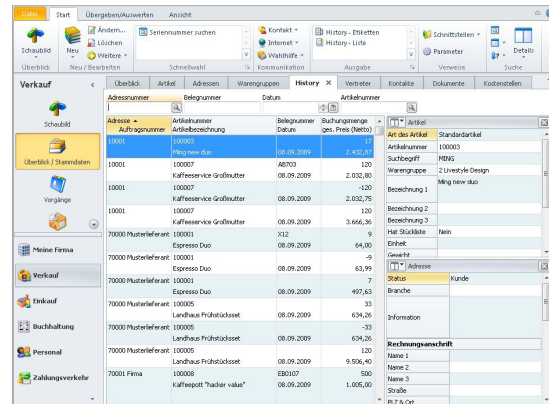 Datei Start Übergeben/Auswerten Ansicht
Schaubild
Überblick
Neu
Ändern...
Löschen
Weitere
Neu / Bearbeiten
Seriennummer suchen
Schnellwahl
Kontakt
Internet
Wahlhilfe
Kommunikation
History - Etiketten
History - Liste
Ausgabe
Schnittstellen
Parameter
Verweise
Details
Suche
Verkauf
Schaubild
Überblick / Stammdaten
Vorgänge
Meine Firma
Verkauf
Einkauf
Buchhaltung
Personal
Zahlungsverkehr
Überblick Artikel Adressen Warengruppen History Vertreter Kontakte Dokumente Kostenstellen
Adressnummer Belegnummer Datum Artikelnummer
Adresse Artikelnummer Belegnummer Buchungsmenge
Auftragsnummer Artikelbezeichnung Datum ges. Preis (Netto)
10001 100003 17
Ming new duo 08.09.2009 2.432,87
10001 100007 AB703 120
Kaffeeservice Großmutter 08.09.2009 2.032,80
10001 100007 -120
Kaffeeservice Großmutter 08.09.2009 2.032,75
10001 100007 120
Kaffeeservice Großmutter 08.09.2009 3.666,36
70000 Musterlieferant 100001 X12 9
Espresso Duo 08.09.2009 64,00
70000 Musterlieferant 100001 -9
Espresso Duo 08.09.2009 63,99
70000 Musterlieferant 100001 7
Espresso Duo 08.09.2009 497,63
70000 Musterlieferant 100005 33
Landhaus Frühstücksset 08.09.2009 634,26
70000 Musterlieferant 100005 -33
Landhaus Frühstücksset 08.09.2009 634,26
70000 Musterlieferant 100005 120
Landhaus Frühstücksset 08.09.2009 9.506,40
70001 Firma 100008 EB0107 500
Kaffeepott "hacker value" 08.09.2009 1.005,00
Artikel
Art des Artikel Standardartikel
Artikelnummer 100003
Suchbegriff MING
Warengruppe 2 Livestyle Design
Bezeichnung 1 Ming new duo
Bezeichnung 2
Bezeichnung 3
Hat Stückliste Nein
Einheit
Gewicht
Adresse
Status Kunde
Branche
Information
Rechnungsanschrift
Name 1
Name 2
Name 3
Straße
PLZ & Ort